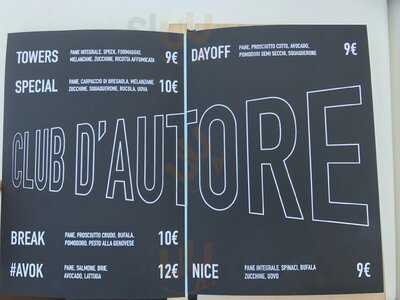 TOWERS
PANE INTEGRALE, SPECK, FORMAGGIO,
MELANZANE, ZUCCHINE, RICOTTA AFFUMICATA
9€
SPECIAL
PANE, CARPACCIO DI BRESAOLA, MELANZANE
ZUCCHINE, SQUAQUERONE, RUCOLA, UOVA
10€
DAYOFF
PANE, PROSCIUTTO COTTO, AVOCADO,
POMODORI SEMI SECCHI, SQUAQUERONE
9€
CLUB D'AUTORE
BREAK
PANE, PROSCIUTTO CRUDO, BUFALA,
POMODORO, PESTO ALLA GENOVESE
10€
#AVOK
PANE, SALMONE, BRIE,
AVOCADO, LATTUGA
12€
NICE
PANE INTEGRALE, SPINACI, BUFALA
ZUCCHINE, UOVO
9€